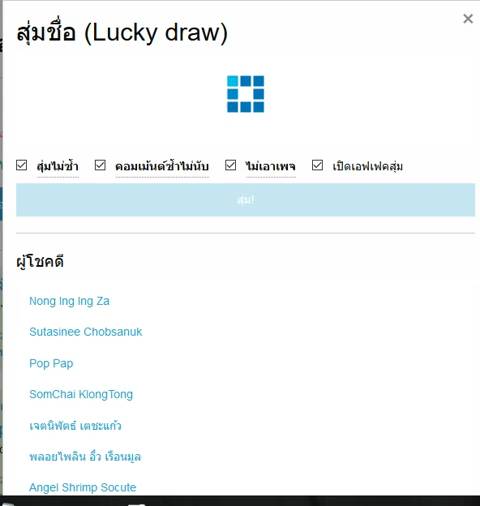 สุ่มชื่อ (Lucky draw)
สุ่มไม่ซ้ำ คอมเม้นต์ซ้ำไม่นับ ไม่เอาเพจ เปิดเอฟเฟคสุ่ม
สุ่ม!
ผู้โชคดี
Nong Ing Ing Za
Sutasinee Chobsanuk
Pop Pap
SomChai KlongTong
เจตนิพัตธ์ เตชะแก้ว
พลอยไพลิน อิ๋ว เรือนมูล
Angel Shrimp Socute